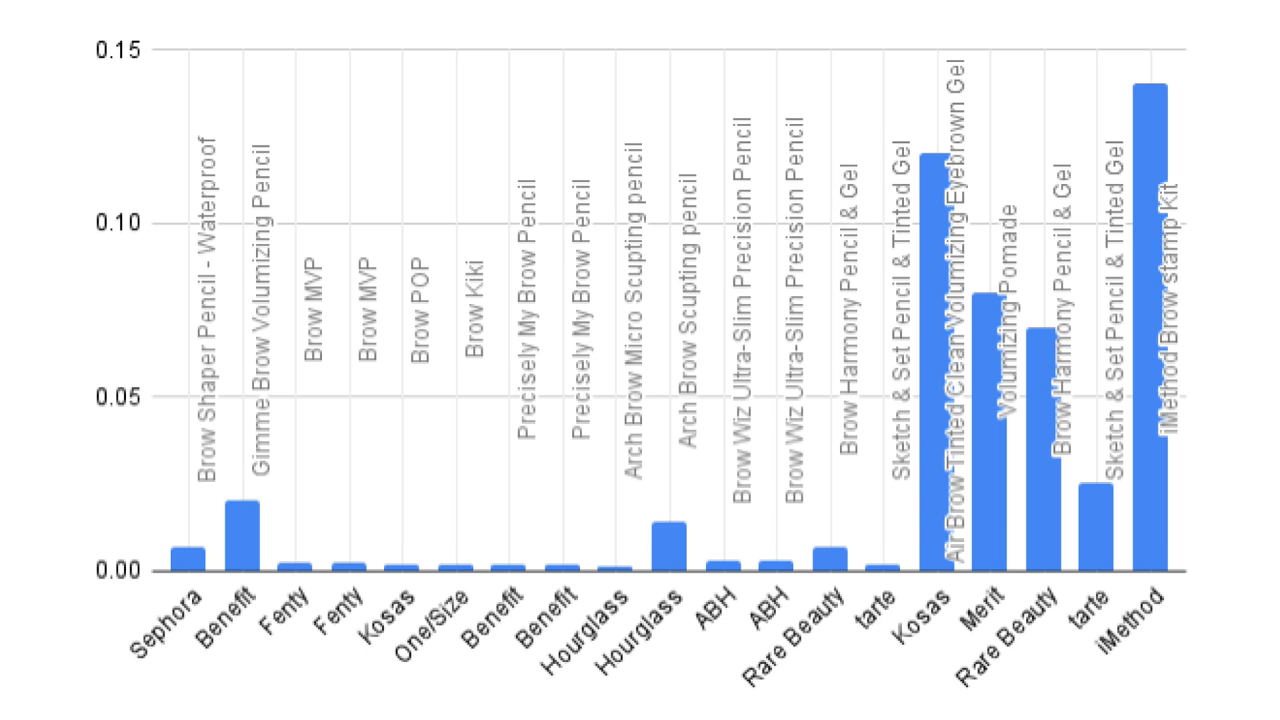 0.15
0.10
0.05
0.00
Brow Shaper Pencil - Waterproof
Gimme Brow Volumizing Pencil
Brow MVP
Brow MVP
Brow POP
Brow Kiki
Precisely My Brow Pencil
Precisely My Brow Pencil
Arch Brow Micro Scupting pencil
Arch Brow Scupting pencil
Brow Wiz Ultra-Slim Precision Pencil
Brow Wiz Ultra-Slim Precision Pencil
Brow Harmony Pencil & Gel
Sketch & Set Pencil & Tinted Gel
Air Brow Tinted Clean Volumizing Eyebrown Gel
Volumizing Pomade
Brow Harmony Pencil & Gel
Sketch & Set Pencil & Tinted Gel
iMethod Brow stamp Kit
Sephora
Benefit
Fenty
Fenty
Kosas
One/Size
Benefit
Benefit
Hourglass
Hourglass
ABH
ABH
Rare Beauty
tarte
Kosas
Merit
Rare Beauty
tarte
iMethod